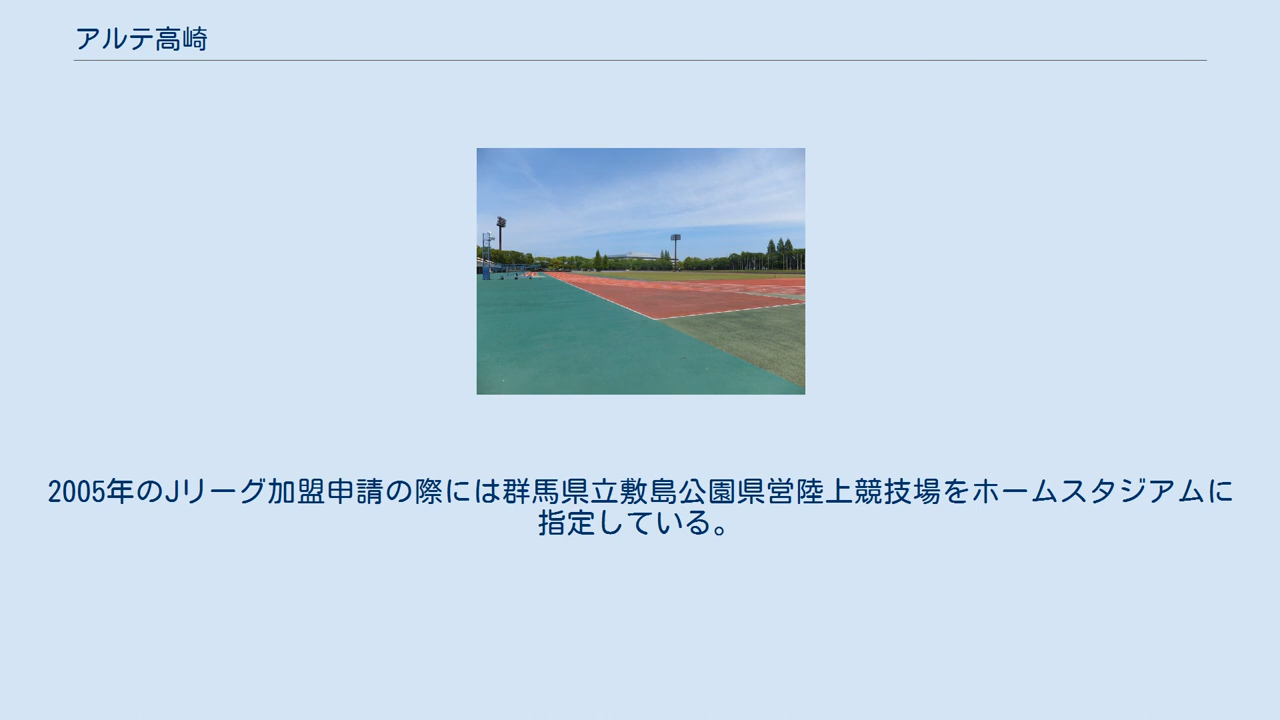 アルテ高崎
2005年のJリーグ加盟申請の際には群馬県立敷島公園県営陸上競技場をホームスタジアムに
指定している。